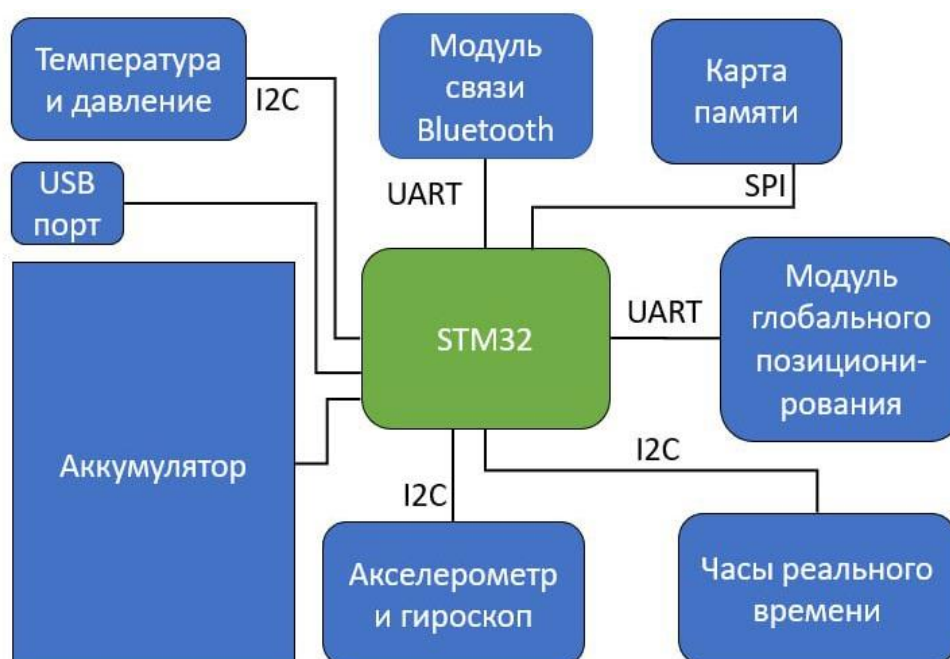 Температура
и давление
I2C
Модуль
связи
Bluetooth
UART
Карта
памяти
SPI
USB
порт
STM32
UART
Модуль
глобального
позициони-
рования
Аккумулятор
I2C
Акселерометр
и гироскоп
I2C
Часы реального
времени